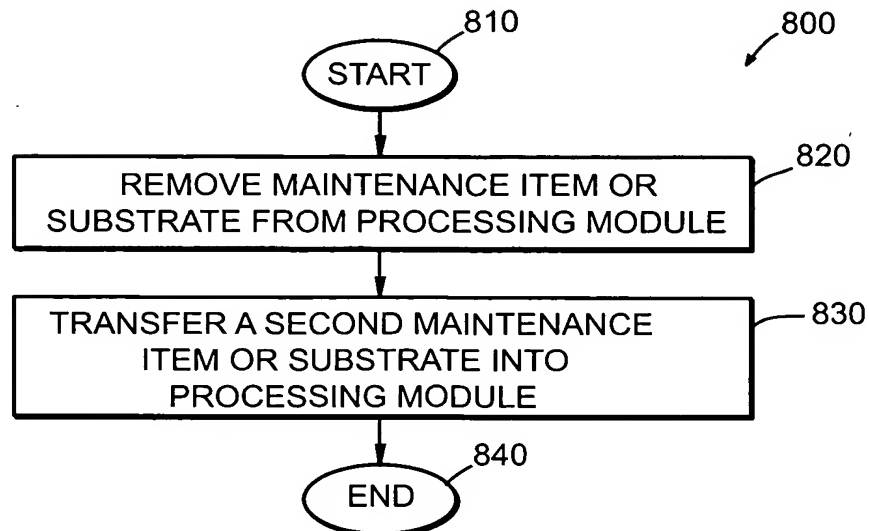 810
800
START
820
REMOVE MAINTENANCE ITEM OR
SUBSTRATE FROM PROCESSING MODULE
830
TRANSFER A SECOND MAINTENANCE
ITEM OR SUBSTRATE INTO
PROCESSING MODULE
840
END